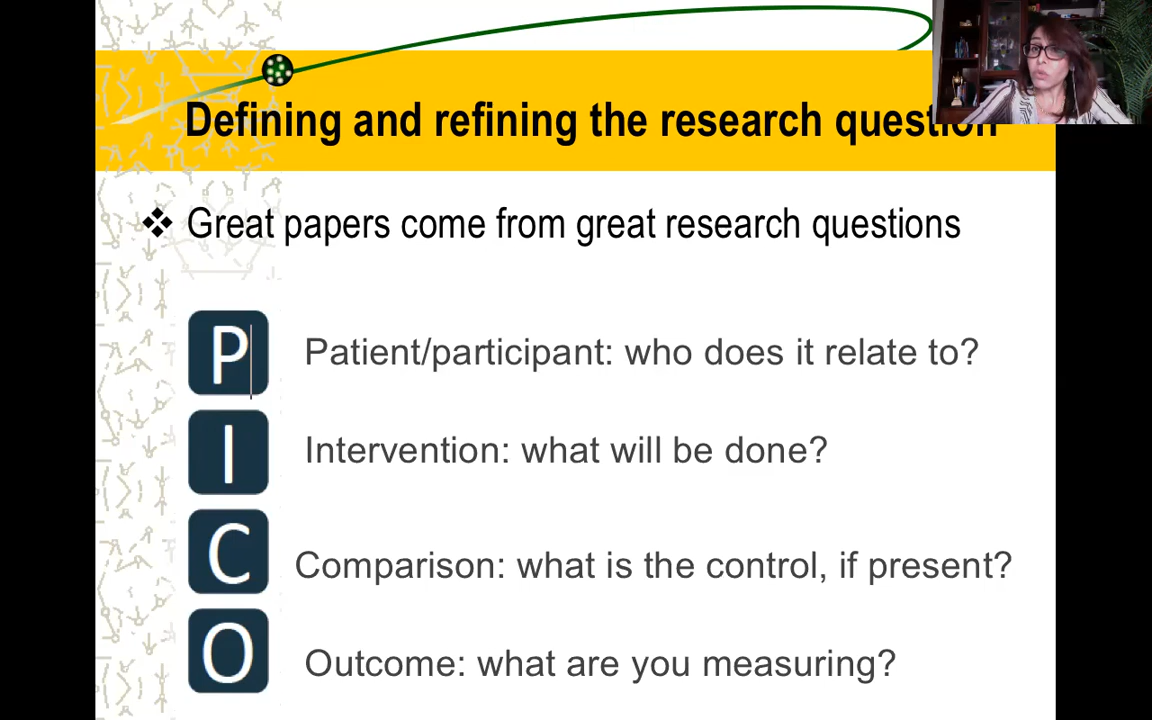 Defining and refining the research question
❖ Great papers come from great research questions
P Patient/participant: who does it relate to?
I Intervention: what will be done?
C Comparison: what is the control, if present?
O Outcome: what are you measuring?